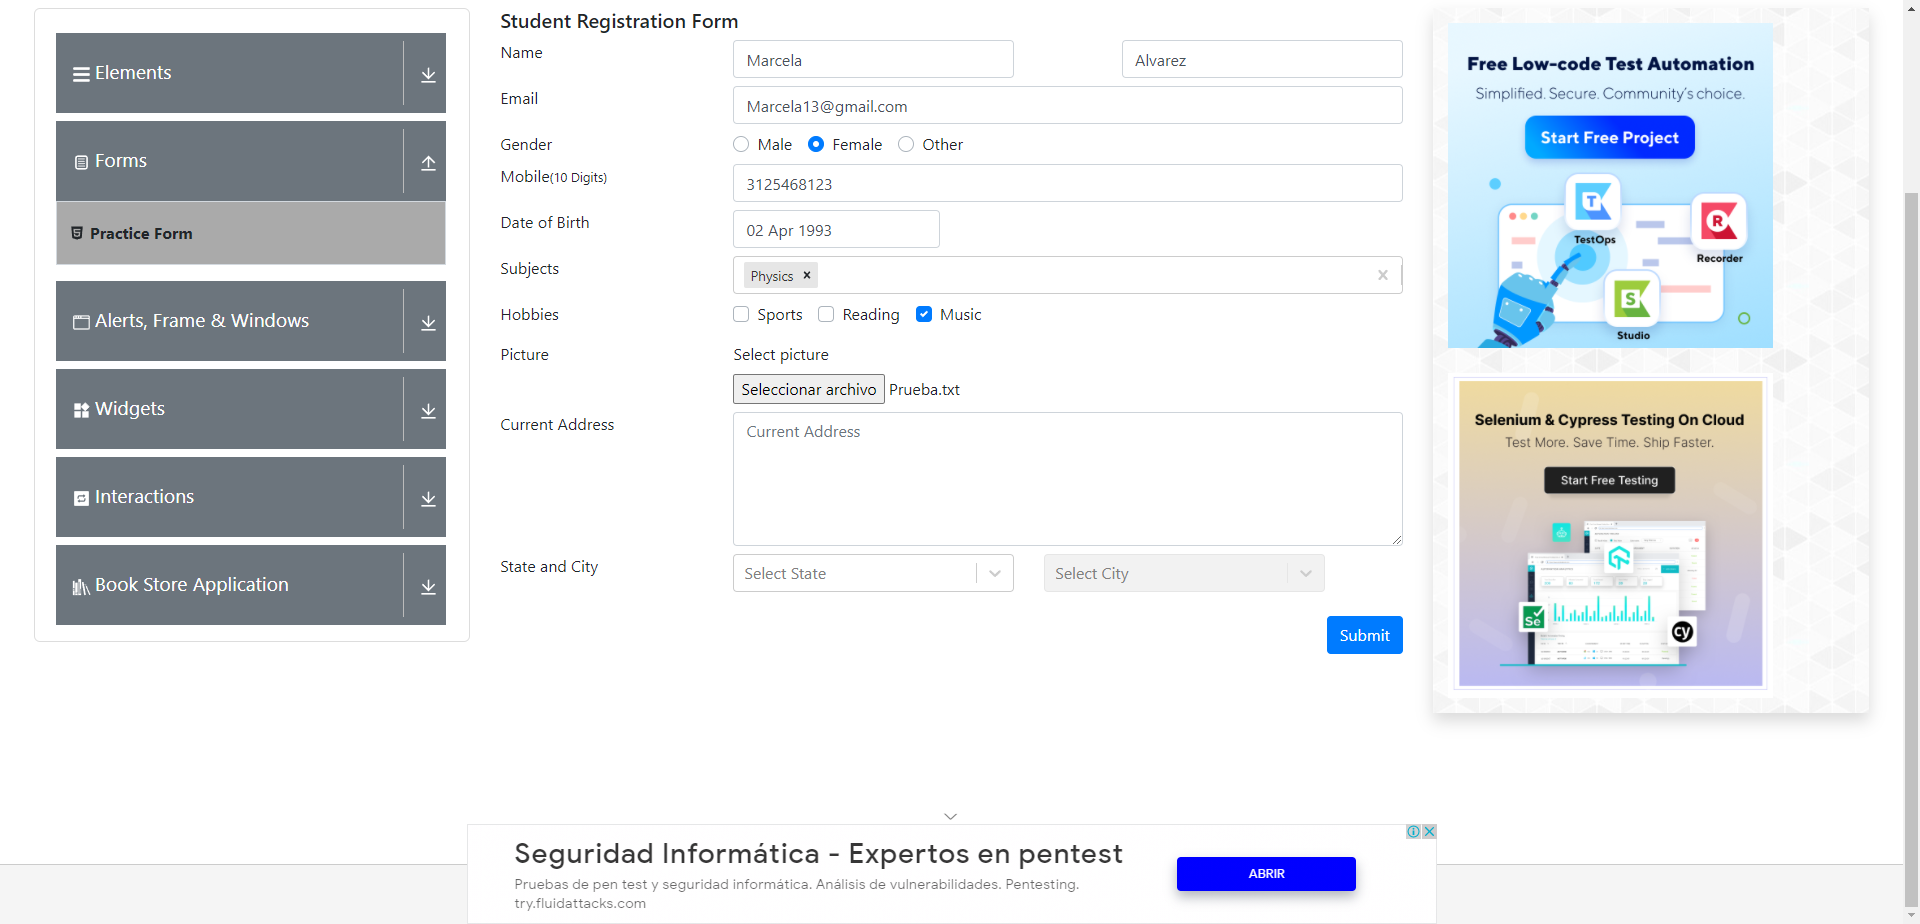 Elements
Forms
Practice Form
Alerts, Frame & Windows
Widgets
Interactions
Book Store Application
Student Registration Form
Name
Marcela
Alvarez
Email
Marcela13@gmail.com
Gender
Male
Female
Other
Mobile(10 Digits)
3125468123
Date of Birth
02 Apr 1993
Subjects
Physics
Hobbies
Sports
Reading
Music
Picture
Select picture
Seleccionar archivo Prueba.txt
Current Address
Current Address
State and City
Select State
Select City
Submit
Free Low-code Test Automation
Simplified. Secure. Community's choice.
Start Free Project
T
TestOps
R
Recorder
S
Studio
Selenium & Cypress Testing On Cloud
Test More. Save Time. Ship Faster.
Start Free Testing
Se
cy
Seguridad Informática - Expertos en pentest
Pruebas de pen test y seguridad informática. Análisis de vulnerabilidades. Pentesting.
try.fluidattacks.com
ABRIR